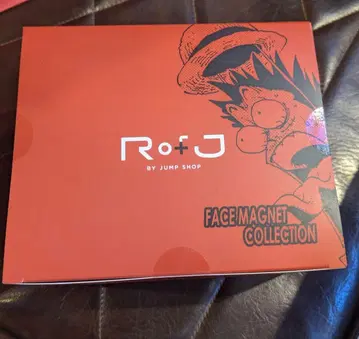 RofJ
BY JUMP SHOP
FACE MAGNET
COLLECTION